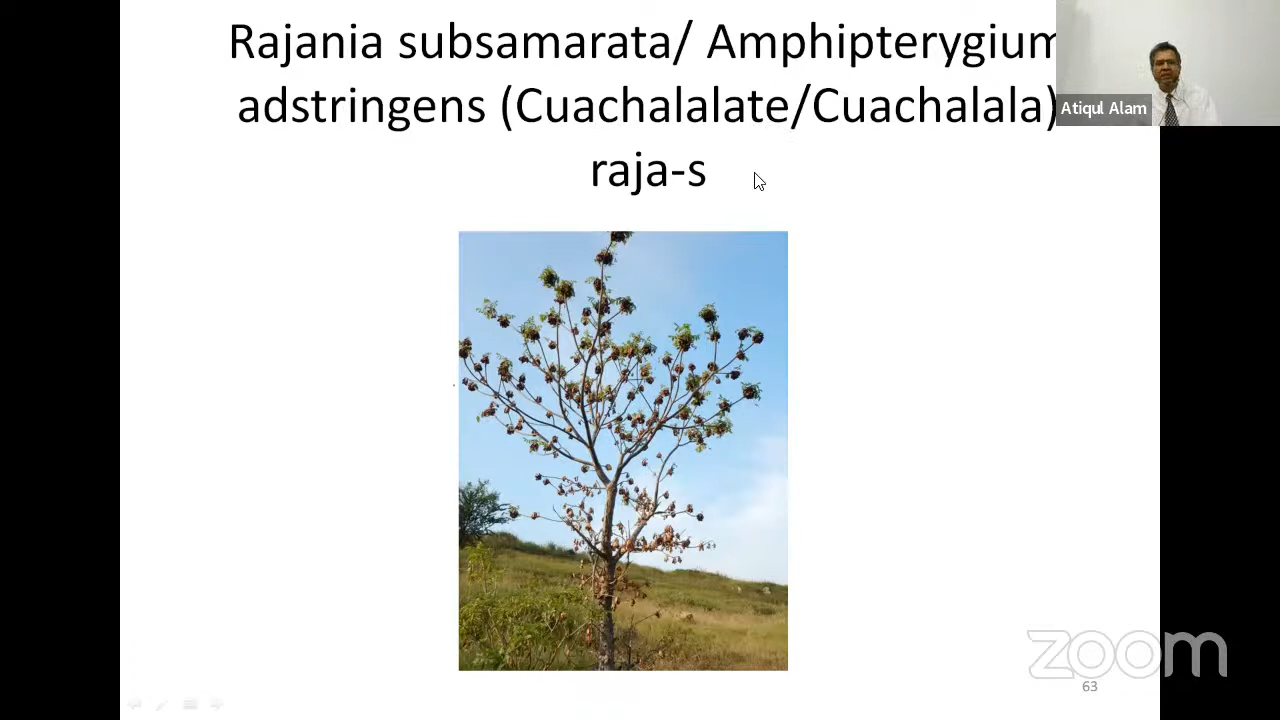 Rajania subsamarata/ Amphipterygium
adstringens (Cuachalalate/Cuachalala)
raja-s
Atiqul Alam
zoom
63